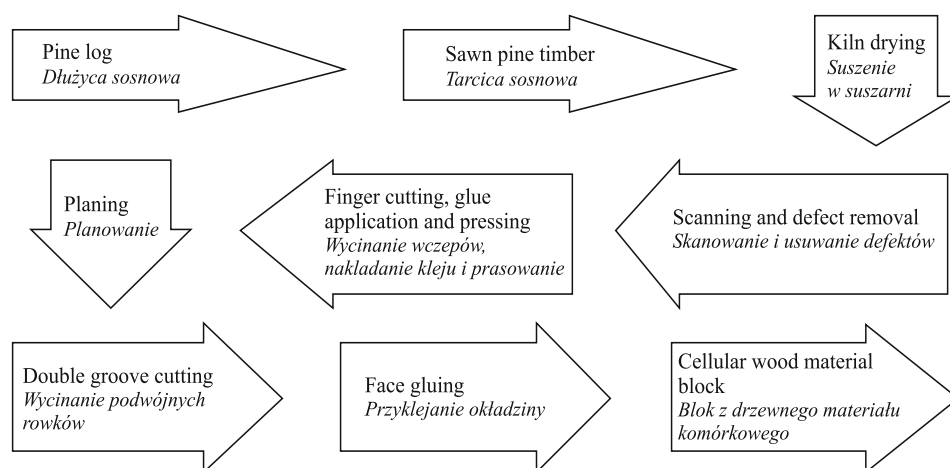 Pine log
Dłużyca sosnowa
Sawn pine timber
Tarcica sosnowa
Kiln drying
Suszenie
w suszarni
Scanning and defect removal
Skanowanie i usuwanie defektów
Finger cutting, glue
application and pressing
Wycinanie wczepów,
nakladanie kleju i prasowanie
Planing
Planowanie
Double groove cutting
Wycinanie podwójnych
rowków
Face gluing
Przyklejanie okładziny
Cellular wood material
block
Blok z drzewnego materiału
komórkowego